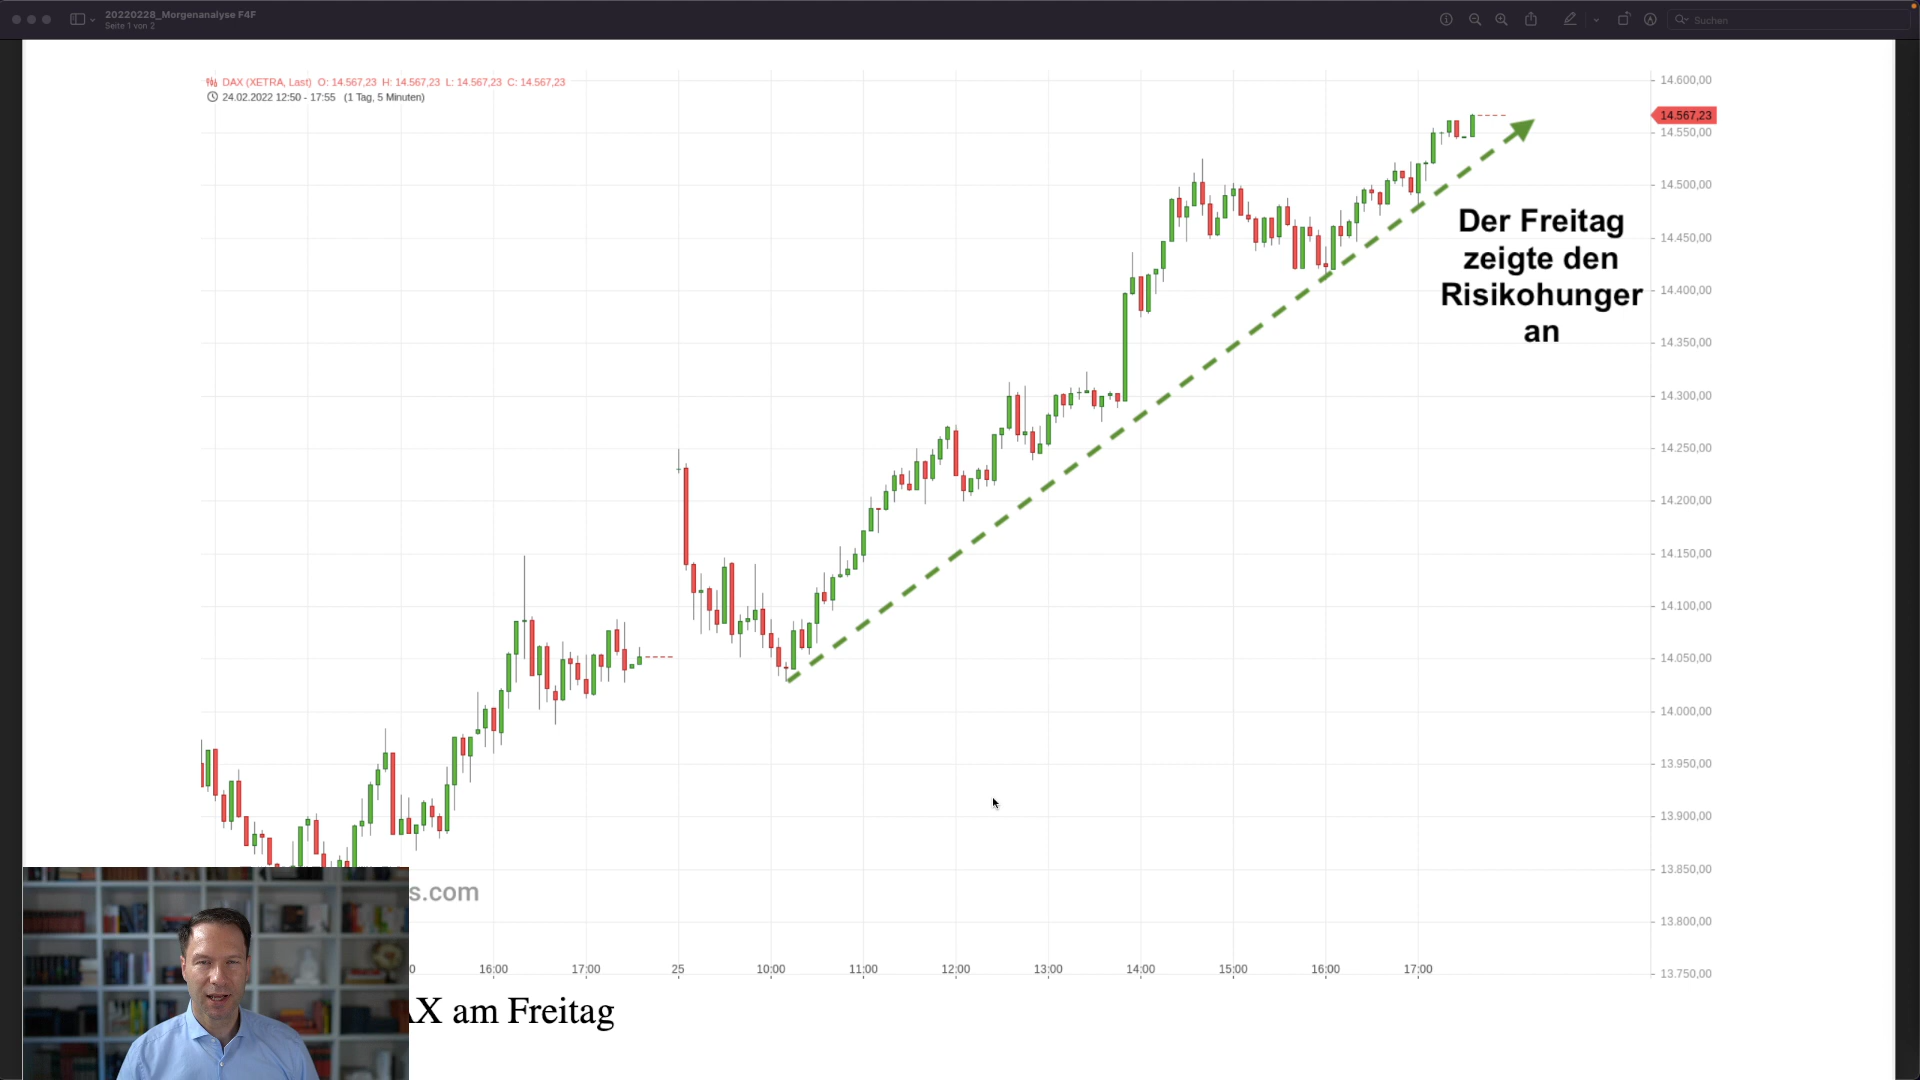 20220228_Morgenanalyse F4F
Seite 1 von 2
Suchen
DAX (XETRA, Last) O: 14.567,23 H: 14.567,23 L: 14.567,23 C: 14.567,23
24.02.2022 12:50 - 17:55 (1 Tag, 5 Minuten)
14.600,00
14.567,23
14.550,00
14.500,00
14.450,00
14.400,00
14.350,00
14.300,00
14.250,00
14.200,00
14.150,00
14.100,00
14.050,00
14.000,00
13.950,00
13.900,00
13.850,00
13.800,00
13.750,00
Der Freitag
zeigte den
Risikohunger
an
s.com
0 16:00 17:00 25 10:00 11:00 12:00 13:00 14:00 15:00 16:00 17:00
AX am Freitag